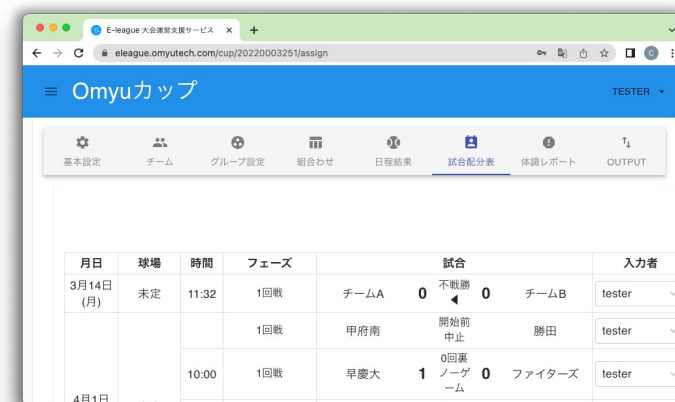 E-league 大会運営支援サービス
eleague.omyutech.com/cup/20220003251/assign
C
Omyuカップ
TESTER
基本設定 チーム グループ設定 組合わせ 日程結果 試合配分表 体調レポート OUTPUT
月日 球場 時間 フェーズ 試合 入力者
3月14日
(月) 未定 11:32 1回戦 チームA 0 不戦勝 ◀ 0 チームB tester
1回戦 甲府南 開始前
中止 勝田 tester
10:00 1回戦 早慶大 1 0回裏
ノーゲ
ーム 0 ファイターズ tester
4月1日